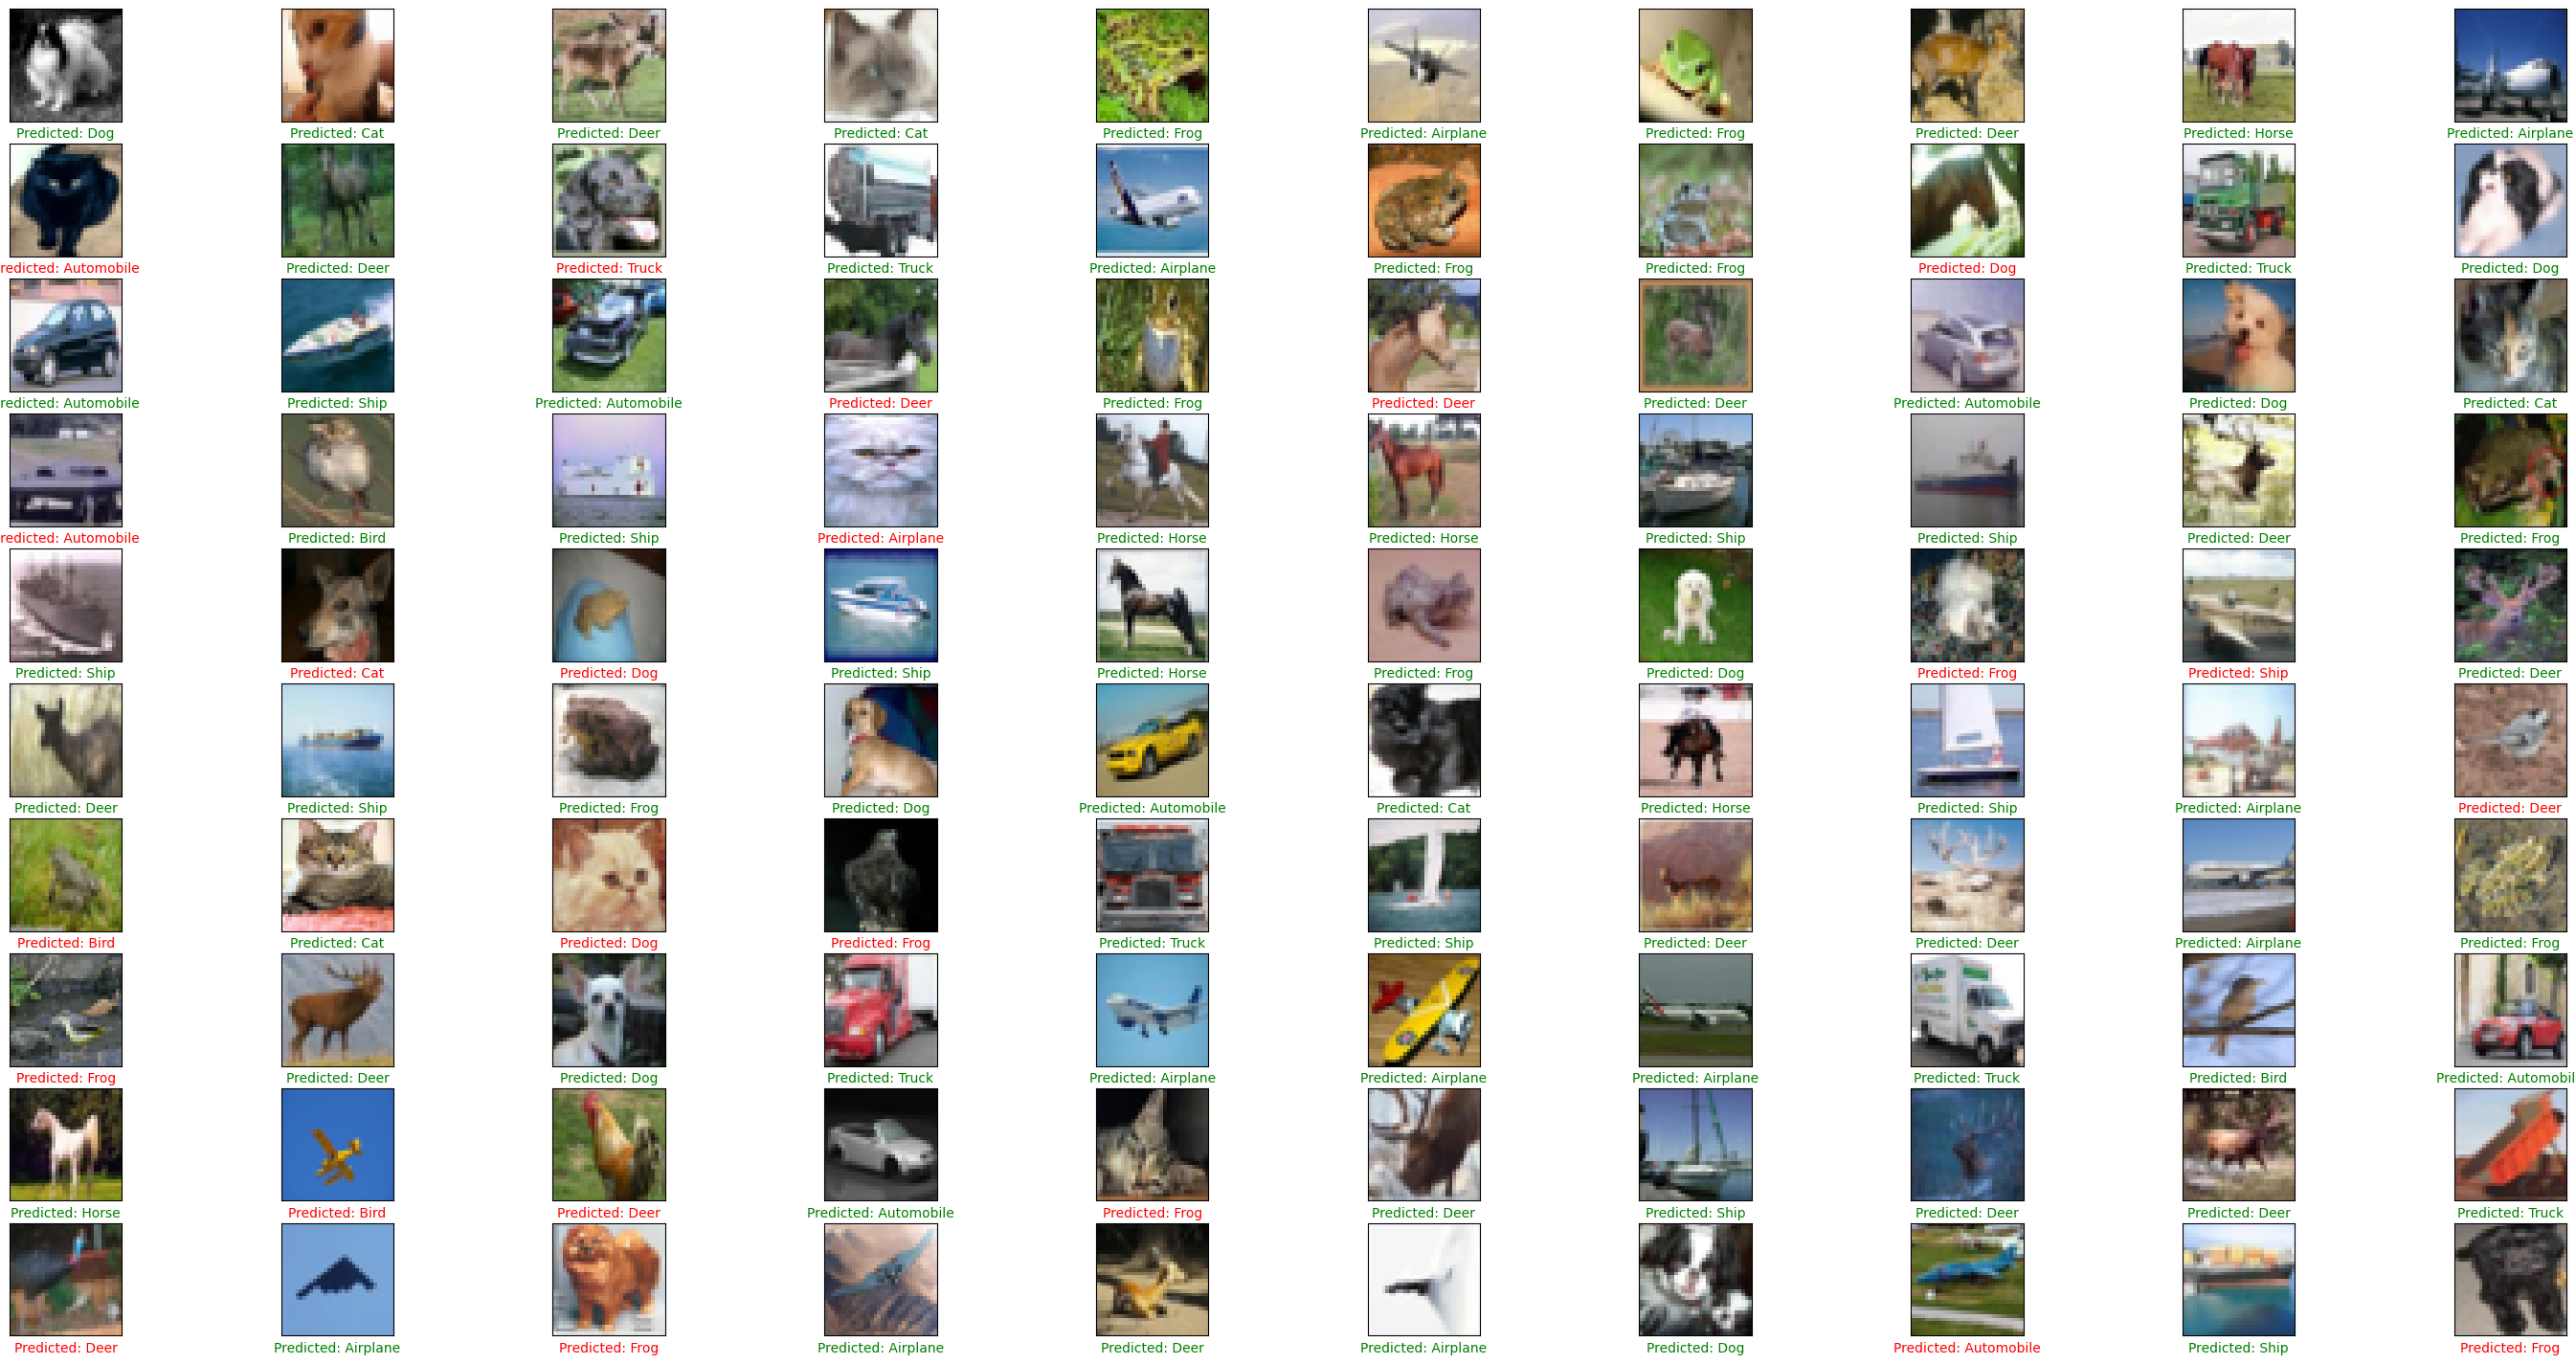 Predicted: Dog Predicted: Cat Predicted: Deer Predicted: Cat Predicted: Frog Predicted: Airplane Predicted: Frog Predicted: Deer Predicted: Horse Predicted: Airplane
redicted: Automobile Predicted: Deer Predicted: Truck Predicted: Truck Predicted: Airplane Predicted: Frog Predicted: Frog Predicted: Dog Predicted: Truck Predicted: Dog
redicted: Automobile Predicted: Ship Predicted: Automobile Predicted: Deer Predicted: Frog Predicted: Deer Predicted: Deer Predicted: Automobile Predicted: Dog Predicted: Cat
redicted: Automobile Predicted: Bird Predicted: Ship Predicted: Airplane Predicted: Horse Predicted: Horse Predicted: Ship Predicted: Ship Predicted: Deer Predicted: Frog
Predicted: Ship Predicted: Cat Predicted: Dog Predicted: Ship Predicted: Horse Predicted: Frog Predicted: Dog Predicted: Frog Predicted: Ship Predicted: Deer
Predicted: Deer Predicted: Ship Predicted: Frog Predicted: Dog Predicted: Automobile Predicted: Cat Predicted: Horse Predicted: Ship Predicted: Airplane Predicted: Deer
Predicted: Bird Predicted: Cat Predicted: Dog Predicted: Frog Predicted: Truck Predicted: Ship Predicted: Deer Predicted: Deer Predicted: Airplane Predicted: Frog
Predicted: Frog Predicted: Deer Predicted: Dog Predicted: Truck Predicted: Airplane Predicted: Airplane Predicted: Airplane Predicted: Truck Predicted: Bird Predicted: Automobil
Predicted: Horse Predicted: Bird Predicted: Deer Predicted: Automobile Predicted: Frog Predicted: Deer Predicted: Ship Predicted: Deer Predicted: Deer Predicted: Truck
Predicted: Deer Predicted: Airplane Predicted: Frog Predicted: Airplane Predicted: Deer Predicted: Airplane Predicted: Dog Predicted: Automobile Predicted: Ship Predicted: Frog